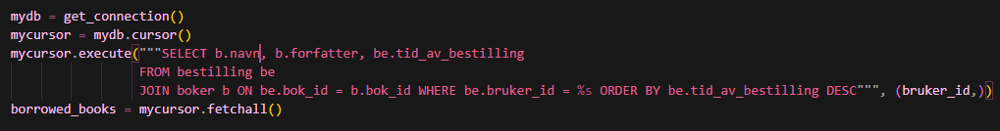 mydb = get_connection()
mycursor = mydb.cursor()
mycursor.execute("""SELECT b.navn, b.forfatter, be.tid_av_bestilling
FROM bestilling be
JOIN boker b ON be.bok_id = b.bok_id WHERE be.bruker_id = %s ORDER BY be.tid_av_bestilling DESC""", (bruker_id,))
borrowed_books = mycursor.fetchall()